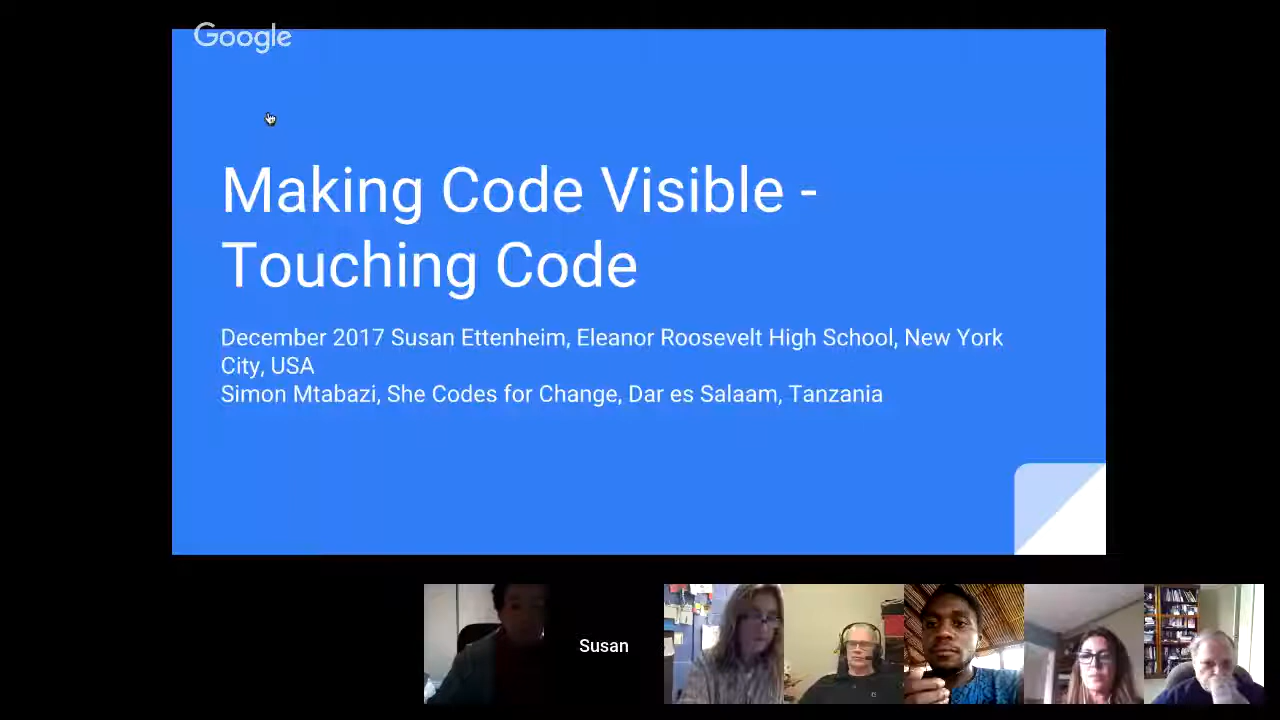 Google
Making Code Visible -
Touching Code
December 2017 Susan Ettenheim, Eleanor Roosevelt High School, New York
City, USA
Simon Mtabazi, She Codes for Change, Dar es Salaam, Tanzania
Susan